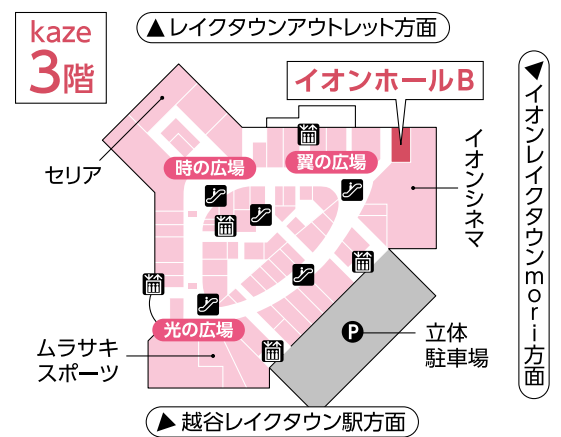 kaze
3階
▲レイクタウンアウトレット方面
イオンホールB
セリア
時の広場
翼の広場
イオンシネマ
▲イオンレイクタウンmori方面
光の広場
ムラサキ
スポーツ
P
立体
駐車場
▲越谷レイクタウン駅方面